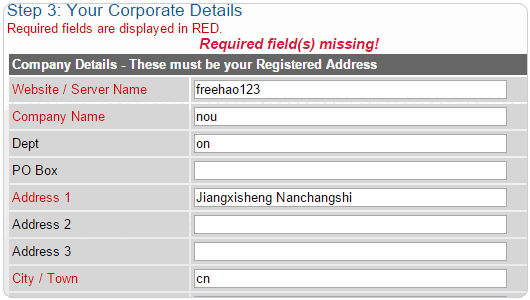 Step 3: Your Corporate Details
Required fields are displayed in RED.
Required field(s) missing!
Company Details - These must be your Registered Address
Website / Server Name freehao123
Company Name nou
Dept on
PO Box
Address 1 Jiangxisheng Nanchangshi
Address 2
Address 3
City / Town cn